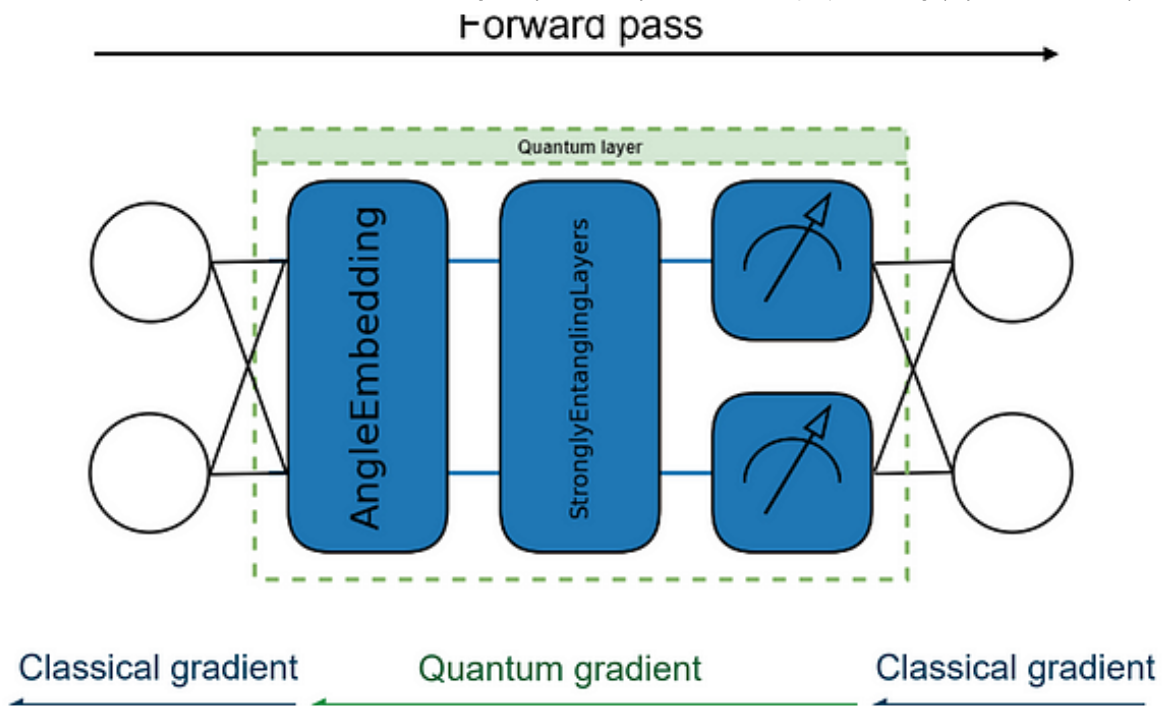 Forward pass
Quantum layer
AngleEmbedding
StronglyEntanglingLayers
Classical gradient
Quantum gradient
Classical gradient